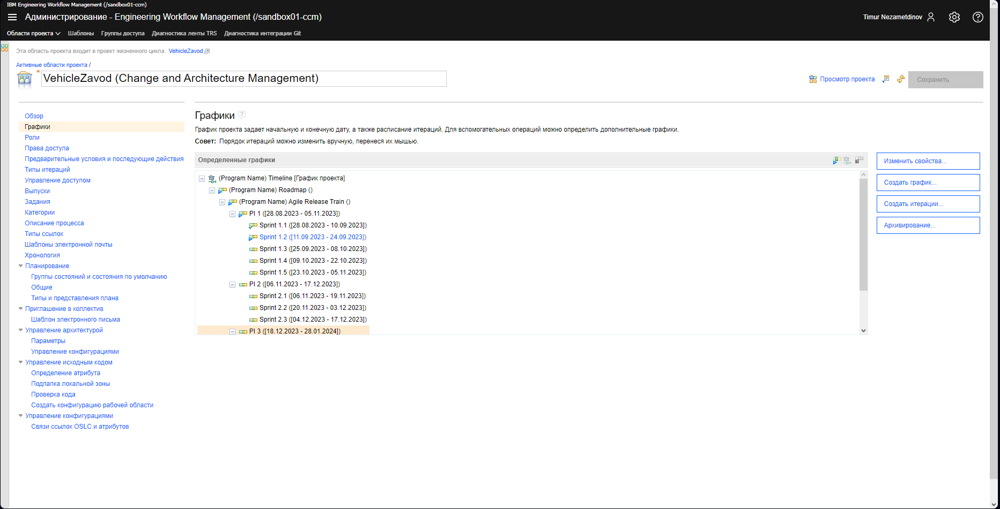 IBM Engineering Workflow Management (/sandbox01-ccm)
Администрирование - Engineering Workflow Management (/sandbox01-ccm)
Timur Nezametdinov
Области проекта Шаблоны Группы доступа Диагностика ленты TRS Диагностика интеграции Git
Эта область проекта входит в проект жизненного цикла: VehicleZavod
Активные области проекта /
* VehicleZavod (Change and Architecture Management)
Просмотр проекта
Сохранить
Обзор
Графики
Роли
Права доступа
Предварительные условия и последующие действия
Типы итераций
Управление доступом
Выпуски
Задания
Категории
Описание процесса
Типы ссылок
Шаблоны электронной почты
Хронология
Планирование
Группы состояний и состояния по умолчанию
Общие
Типы и представления плана
Приглашение в коллектив
Шаблон электронного письма
Управление архитектурой
Параметры
Управление конфигурациями
Управление исходным кодом
Определение атрибута
Подпапка локальной зоны
Проверка кода
Создать конфигурацию рабочей области
Управление конфигурациями
Связи ссылок OSLC и атрибутов
Графики ?
График проекта задает начальную и конечную дату, а также расписание итераций. Для вспомогательных операций можно определить дополнительные графики.
Совет: Порядок итераций можно изменить вручную, перенеся их мышью.
Определенные графики
(Program Name) Timeline [График проекта]
(Program Name) Roadmap ()
(Program Name) Agile Release Train ()
PI 1 ([28.08.2023 - 05.11.2023])
Sprint 1.1 ([28.08.2023 - 10.09.2023])
Sprint 1.2 ([11.09.2023 - 24.09.2023])
Sprint 1.3 ([25.09.2023 - 08.10.2023])
Sprint 1.4 ([09.10.2023 - 22.10.2023])
Sprint 1.5 ([23.10.2023 - 05.11.2023])
PI 2 ([06.11.2023 - 17.12.2023])
Sprint 2.1 ([06.11.2023 - 19.11.2023])
Sprint 2.2 ([20.11.2023 - 03.12.2023])
Sprint 2.3 ([04.12.2023 - 17.12.2023])
PI 3 ([18.12.2023 - 28.01.2024])
Изменить свойства...
Создать график...
Создать итерации...
Архивирование...